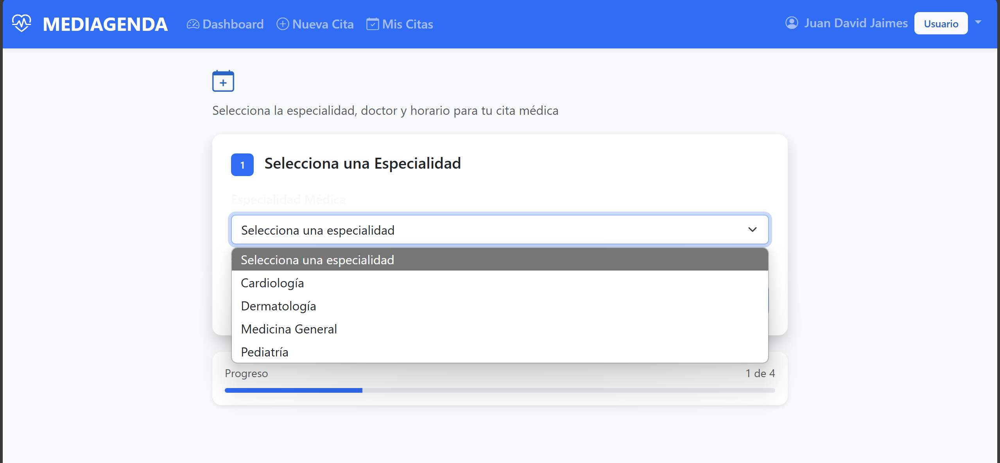 MEDIAGENDA Dashboard Nueva Cita Mis Citas Juan David Jaimes Usuario
Selecciona la especialidad, doctor y horario para tu cita médica
1 Selecciona una Especialidad
Especialidad Médica
Selecciona una especialidad
Selecciona una especialidad
Cardiología
Dermatología
Medicina General
Pediatría
Progreso 1 de 4